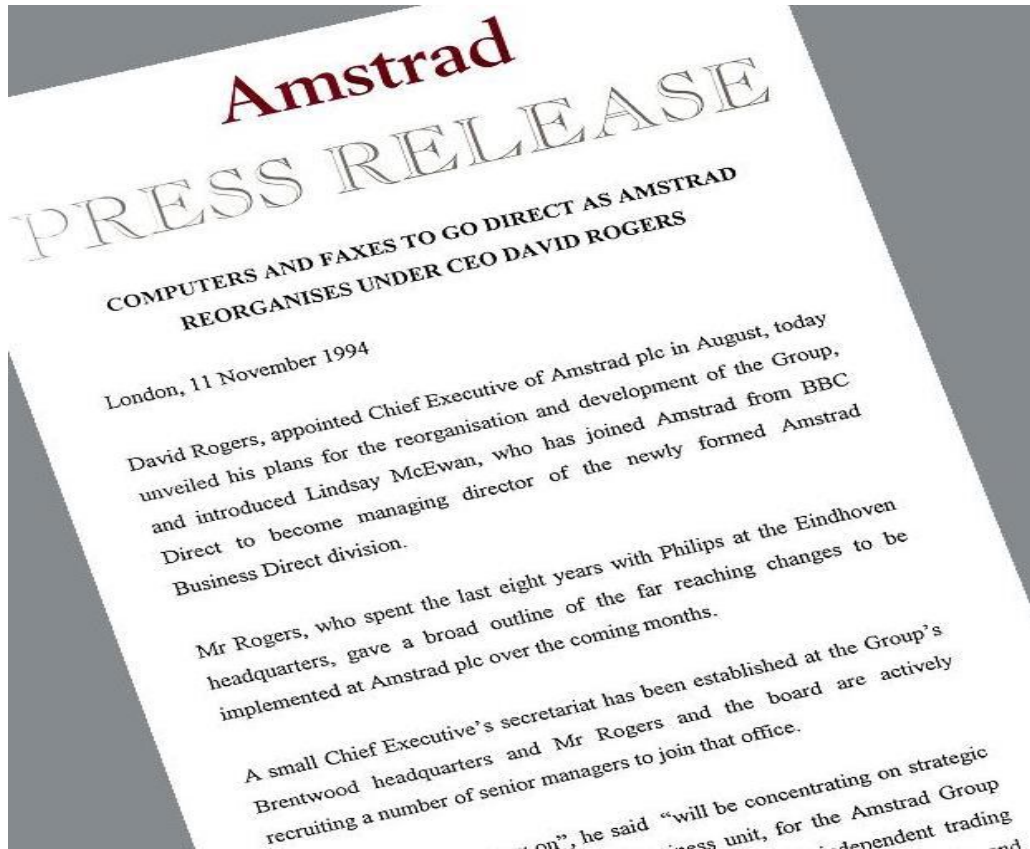 Amstrad
PRESS RELEASE
COMPUTERS AND FAXES TO GO DIRECT AS AMSTRAD
REORGANISES UNDER CEO DAVID ROGERS
London, 11 November 1994
David Rogers, appointed Chief Executive of Amstrad plc in August, today
unveiled his plans for the reorganisation and development of the Group,
and introduced Lindsay McEwan, who has joined Amstrad from BBC
Direct to become managing director of the newly formed Amstrad
Business Direct division.
Mr Rogers, who spent the last eight years with Philips at the Eindhoven
headquarters, gave a broad outline of the far reaching changes to be
implemented at Amstrad plc over the coming months.
A small Chief Executive’s secretariat has been established at the Group’s
Brentwood headquarters and Mr Rogers and the board are actively
recruiting a number of senior managers to join that office.
on”, he said “will be concentrating on strategic
unit, for the Amstrad Group
independent trading
and